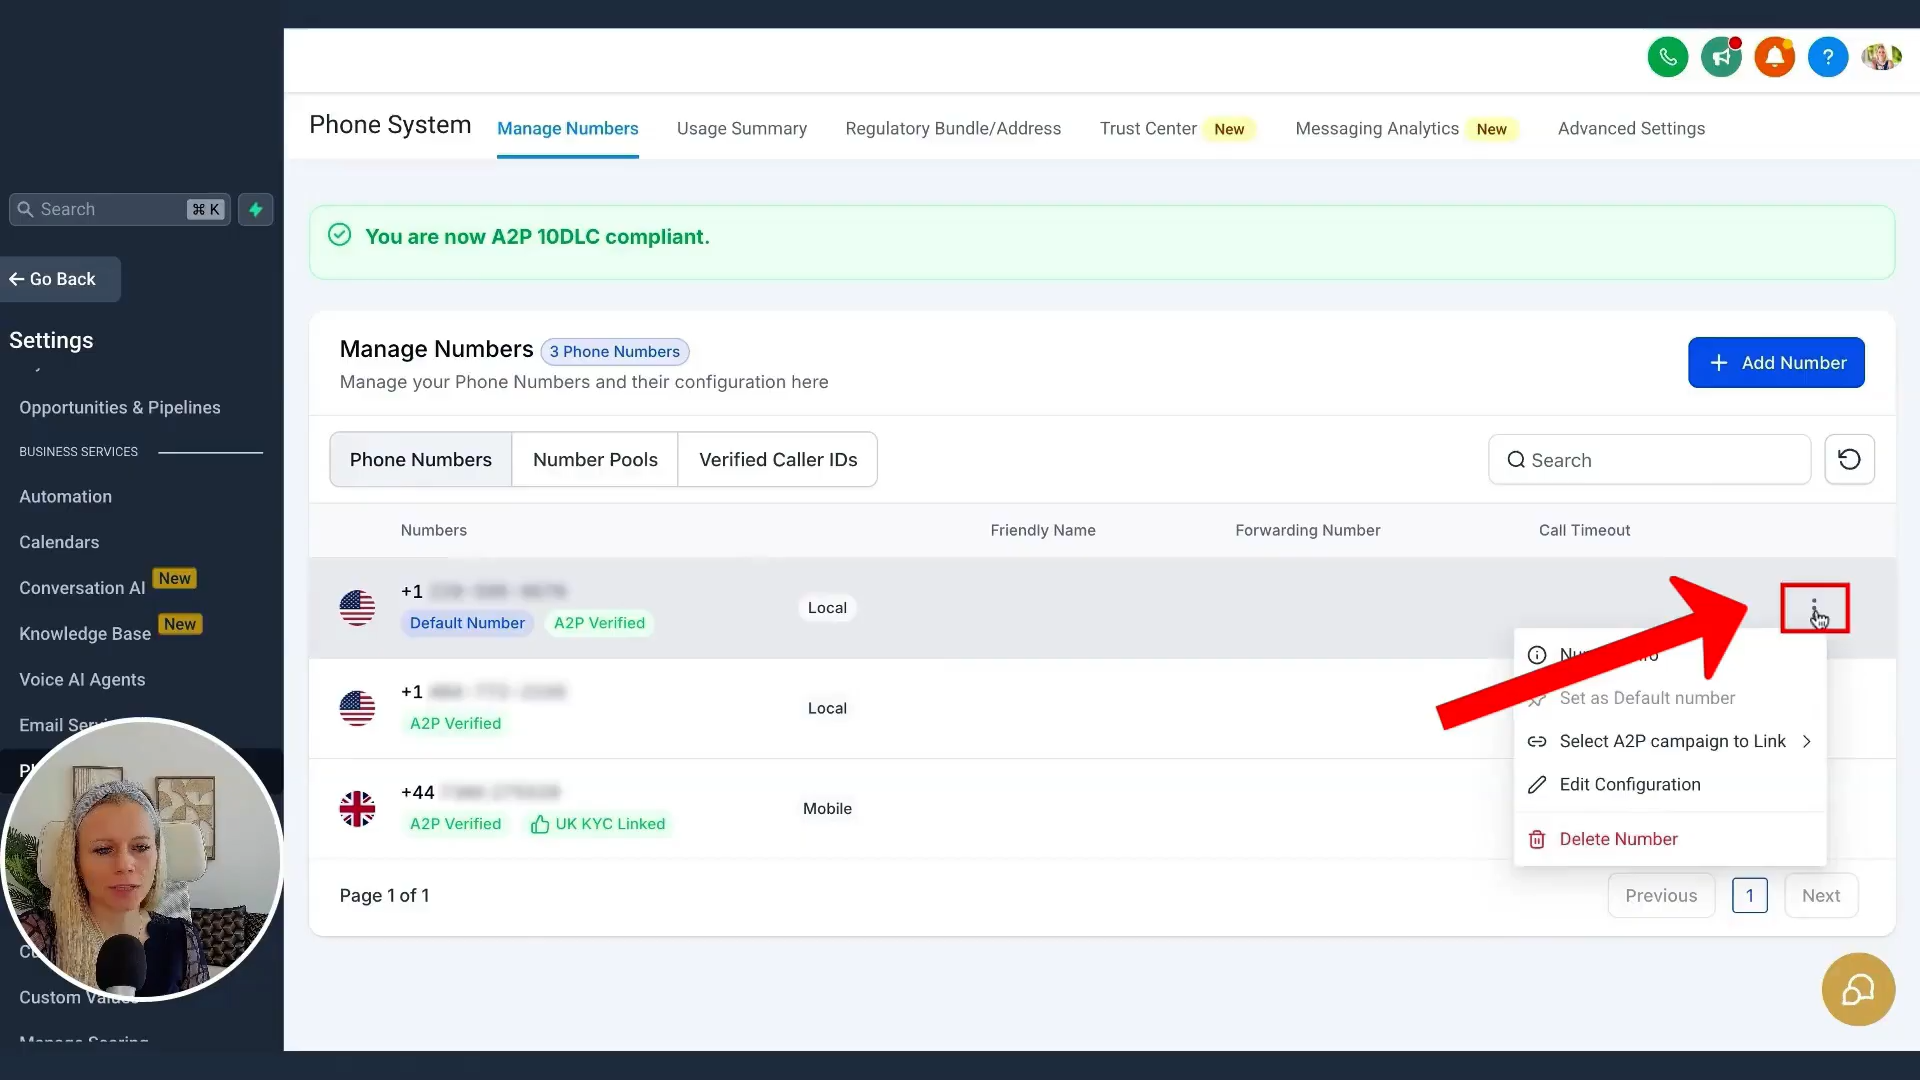 Phone System
Manage Numbers
Usage Summary
Regulatory Bundle/Address
Trust Center New
Messaging Analytics New
Advanced Settings
Search ⌘ K
Go Back
Settings
Opportunities & Pipelines
BUSINESS SERVICES
Automation
Calendars
Conversation AI New
Knowledge Base New
Voice AI Agents
Email
Custom
You are now A2P 10DLC compliant.
Manage Numbers 3 Phone Numbers
Manage your Phone Numbers and their configuration here
+ Add Number
Phone Numbers
Number Pools
Verified Caller IDs
Search
Numbers
Friendly Name
Forwarding Number
Call Timeout
+1
Default Number
A2P Verified
Local
+1
A2P Verified
Local
+44
A2P Verified
UK KYC Linked
Mobile
Set as Default number
Select A2P campaign to Link
Edit Configuration
Delete Number
Page 1 of 1
Previous
1
Next